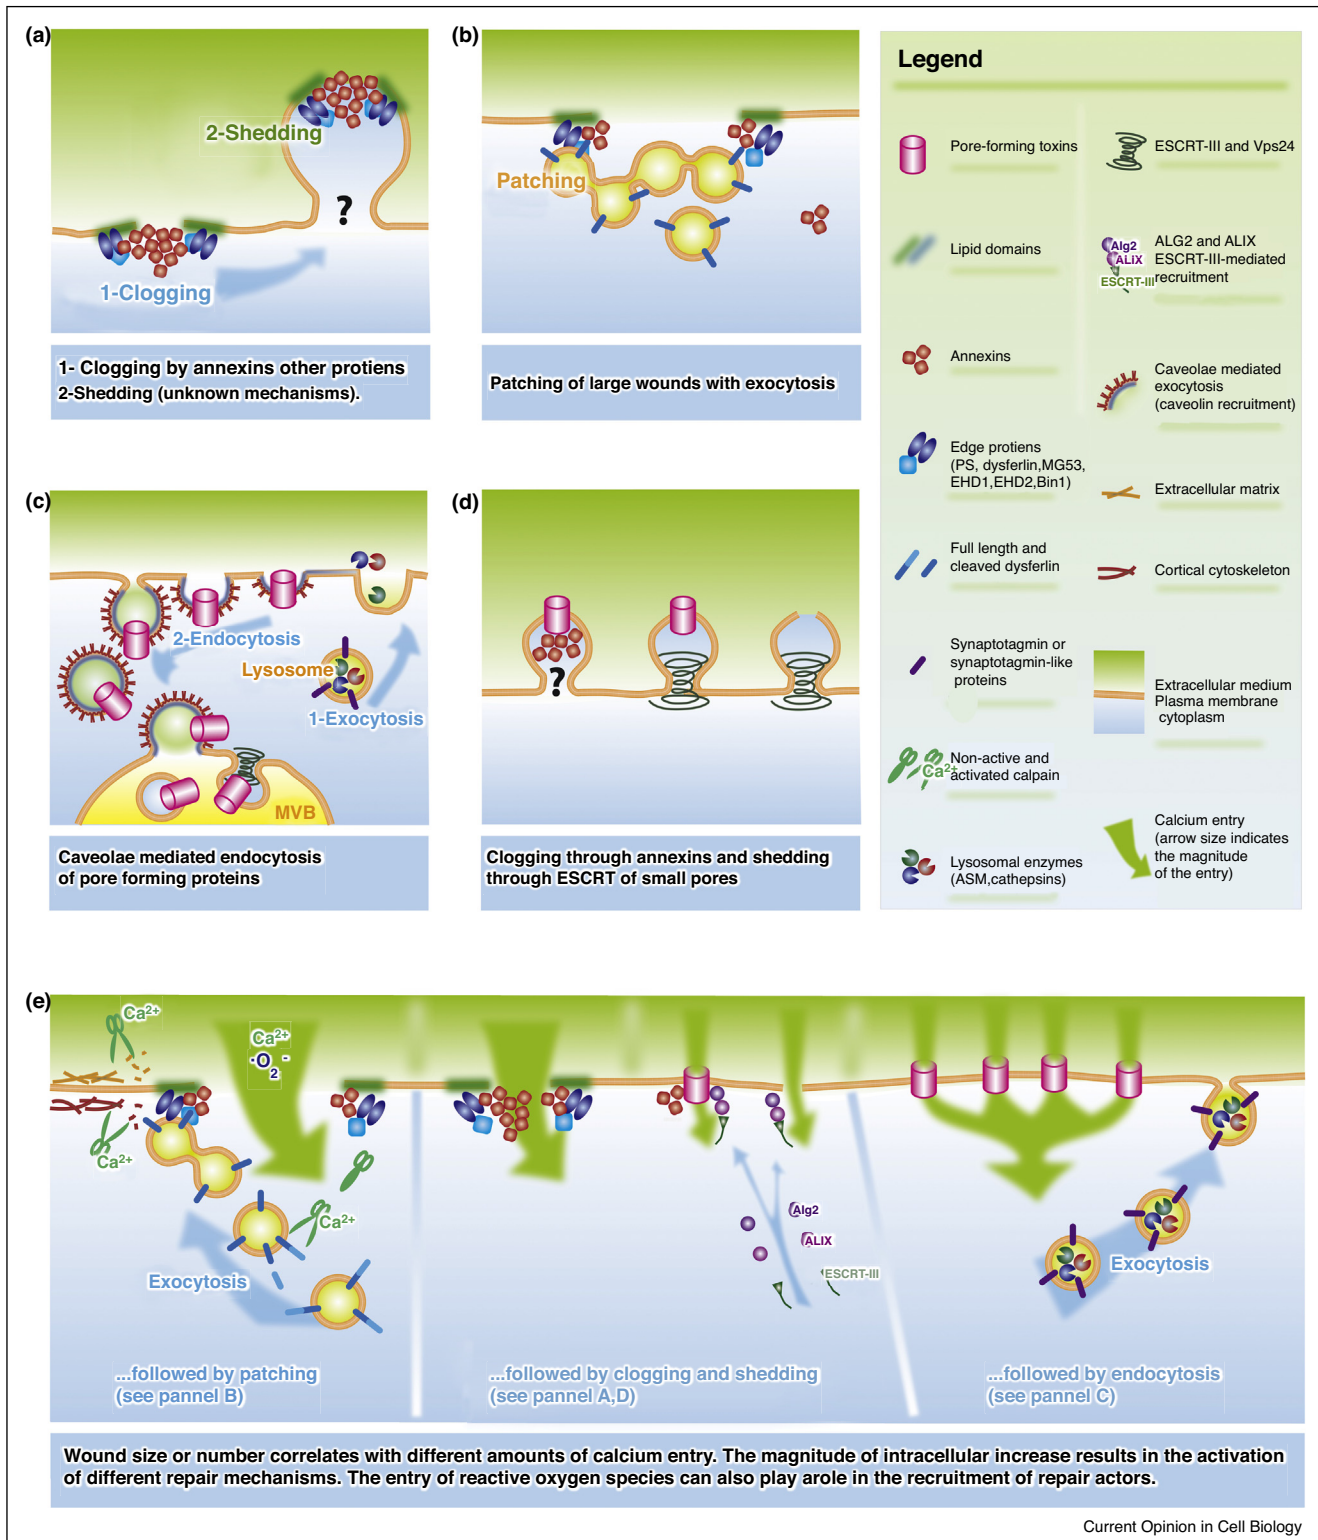 (a)
2-Shedding
?
1-Clogging
1- Clogging by annexins other protiens
2-Shedding (unknown mechanisms).
(b)
Patching
Patching of large wounds with exocytosis
Legend
Pore-forming toxins
Lipid domains
Annexins
Edge protiens
(PS, dysferlin,MG53,
EHD1,EHD2,Bin1)
Full length and
cleaved dysferlin
Synaptotagmin or
synaptotagmin-like
proteins
Ca2+
Non-active and
activated calpain
Lysosomal enzymes
(ASM,cathepsins)
ESCRT-III and Vps24
Alg2
ALiX
ESCRT-III
ALG2 and ALIX
ESCRT-III-mediated
recruitment
Caveolae mediated
exocytosis
(caveolin recruitment)
Extracellular matrix
Cortical cytoskeleton
Extracellular medium
Plasma membrane
cytoplasm
Calcium entry
(arrow size indicates
the magnitude
of the entry)
(c)
2-Endocytosis
Lysosome
1-Exocytosis
MVB
Caveolae mediated endocytosis
of pore forming proteins
(d)
?
Clogging through annexins and shedding
through ESCRT of small pores
(e)
Ca2+
Ca2+
·O2-
Ca2+
Ca2+
Exocytosis
...followed by patching
(see pannel B)
Alg2
ALIX
ESCRT-III
...followed by clogging and shedding
(see pannel A,D)
Exocytosis
...followed by endocytosis
(see pannel C)
Wound size or number correlates with different amounts of calcium entry. The magnitude of intracellular increase results in the activation
of different repair mechanisms. The entry of reactive oxygen species can also play arole in the recruitment of repair actors.
Current Opinion in Cell Biology